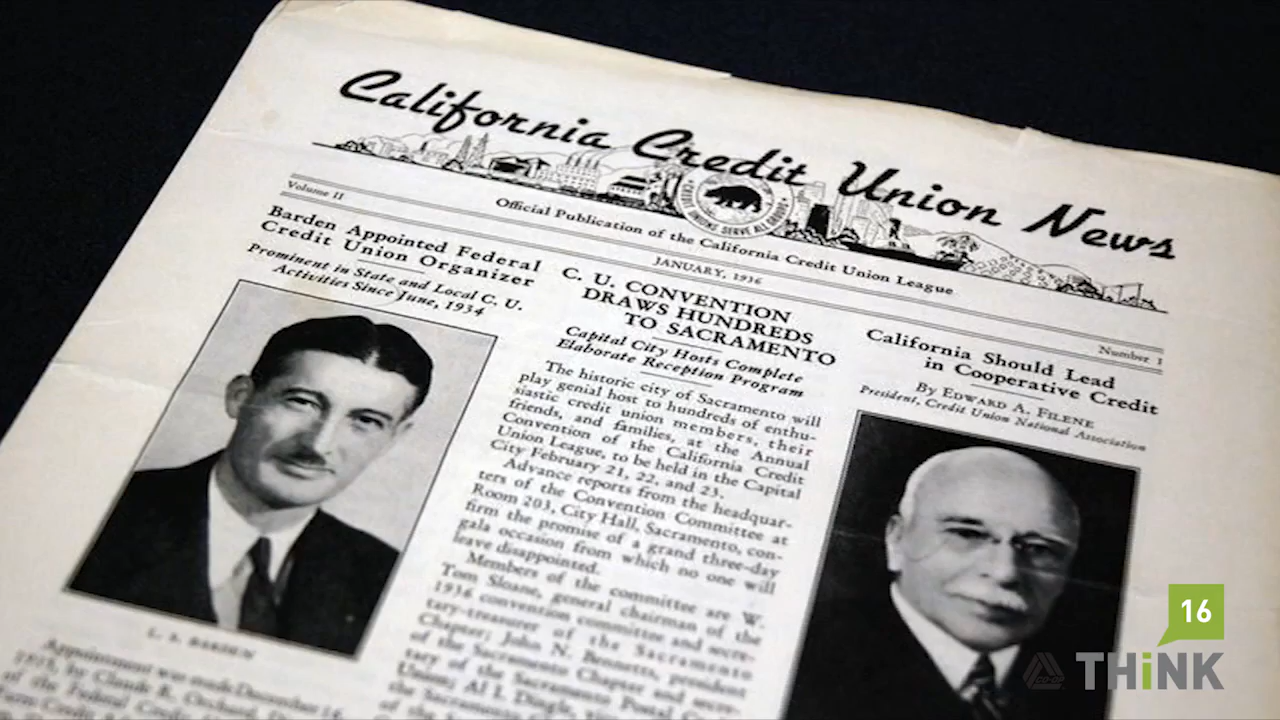 California Credit Union News
CREDIT UNIONS SERVE ALL GROUPS
Volume II
Official Publication of the California Credit Union League
JANUARY, 1936
Number 1
Barden Appointed Federal
Credit Union Organizer
Prominent in State and Local C. U.
Activities Since June, 1934
L. S. BARDEN
Appointment was made December 16,
by Claude R. Orchard,
of the Federal
C. U. CONVENTION
DRAWS HUNDREDS
TO SACRAMENTO
Capital City Hosts Complete
Elaborate Reception Program
The historic city of Sacramento will
play genial host to hundreds of enthu-
siastic credit union members, their
friends, and families, at the Annual
Convention of the California Credit
Union League, to be held in the Capital
City February 21, 22, and 23.
Advance reports from the headquar-
ters of the Convention Committee at
Room 203, City Hall, Sacramento, con-
firm the promise of a grand three-day
gala occasion from which no one will
leave disappointed.
Members of the committee are W.
Tom Sloane, general chairman of the
1936 convention committee and secre-
tary-treasurer of the Sacramento
Chapter; John N. Bennetts, president
of the Sacramento Chapter and secre-
tary of the Sacramento Postal
Union; Al L. Dingle,
California Should Lead
in Cooperative Credit
By EDWARD A. FILENE
President, Credit Union National Association
16
CO-OP THiNK